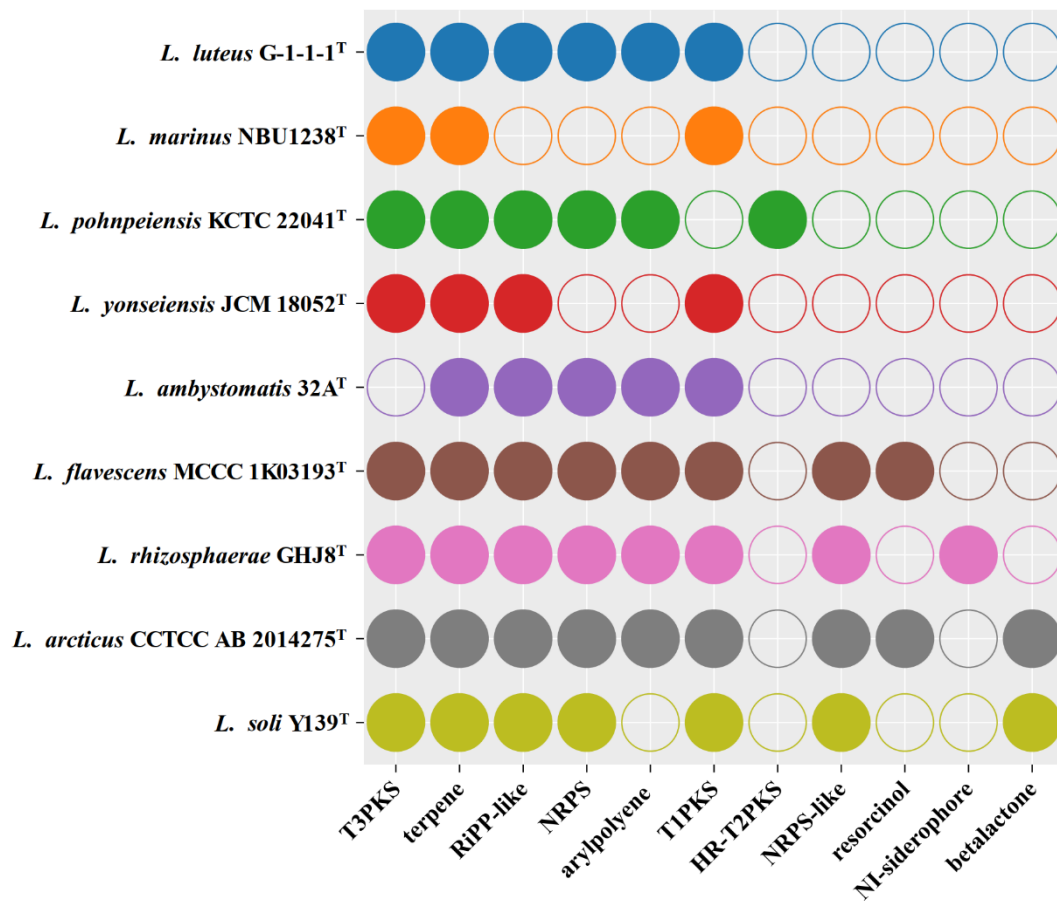 L. luteus G-1-1-1ᵀ
L. marinus NBU1238ᵀ
L. pohnpeiensis KCTC 22041ᵀ
L. yonseiensis JCM 18052ᵀ
L. ambystomatis 32Aᵀ
L. flavescens MCCC 1K03193ᵀ
L. rhizosphaerae GHJ8ᵀ
L. arcticus CCTCC AB 2014275ᵀ
L. soli Y139ᵀ
T3PKS
terpene
RiPP-like
NRPS
arylpolyene
T1PKS
HR-T2PKS
NRPS-like
resorcinol
NI-siderophore
betalactone